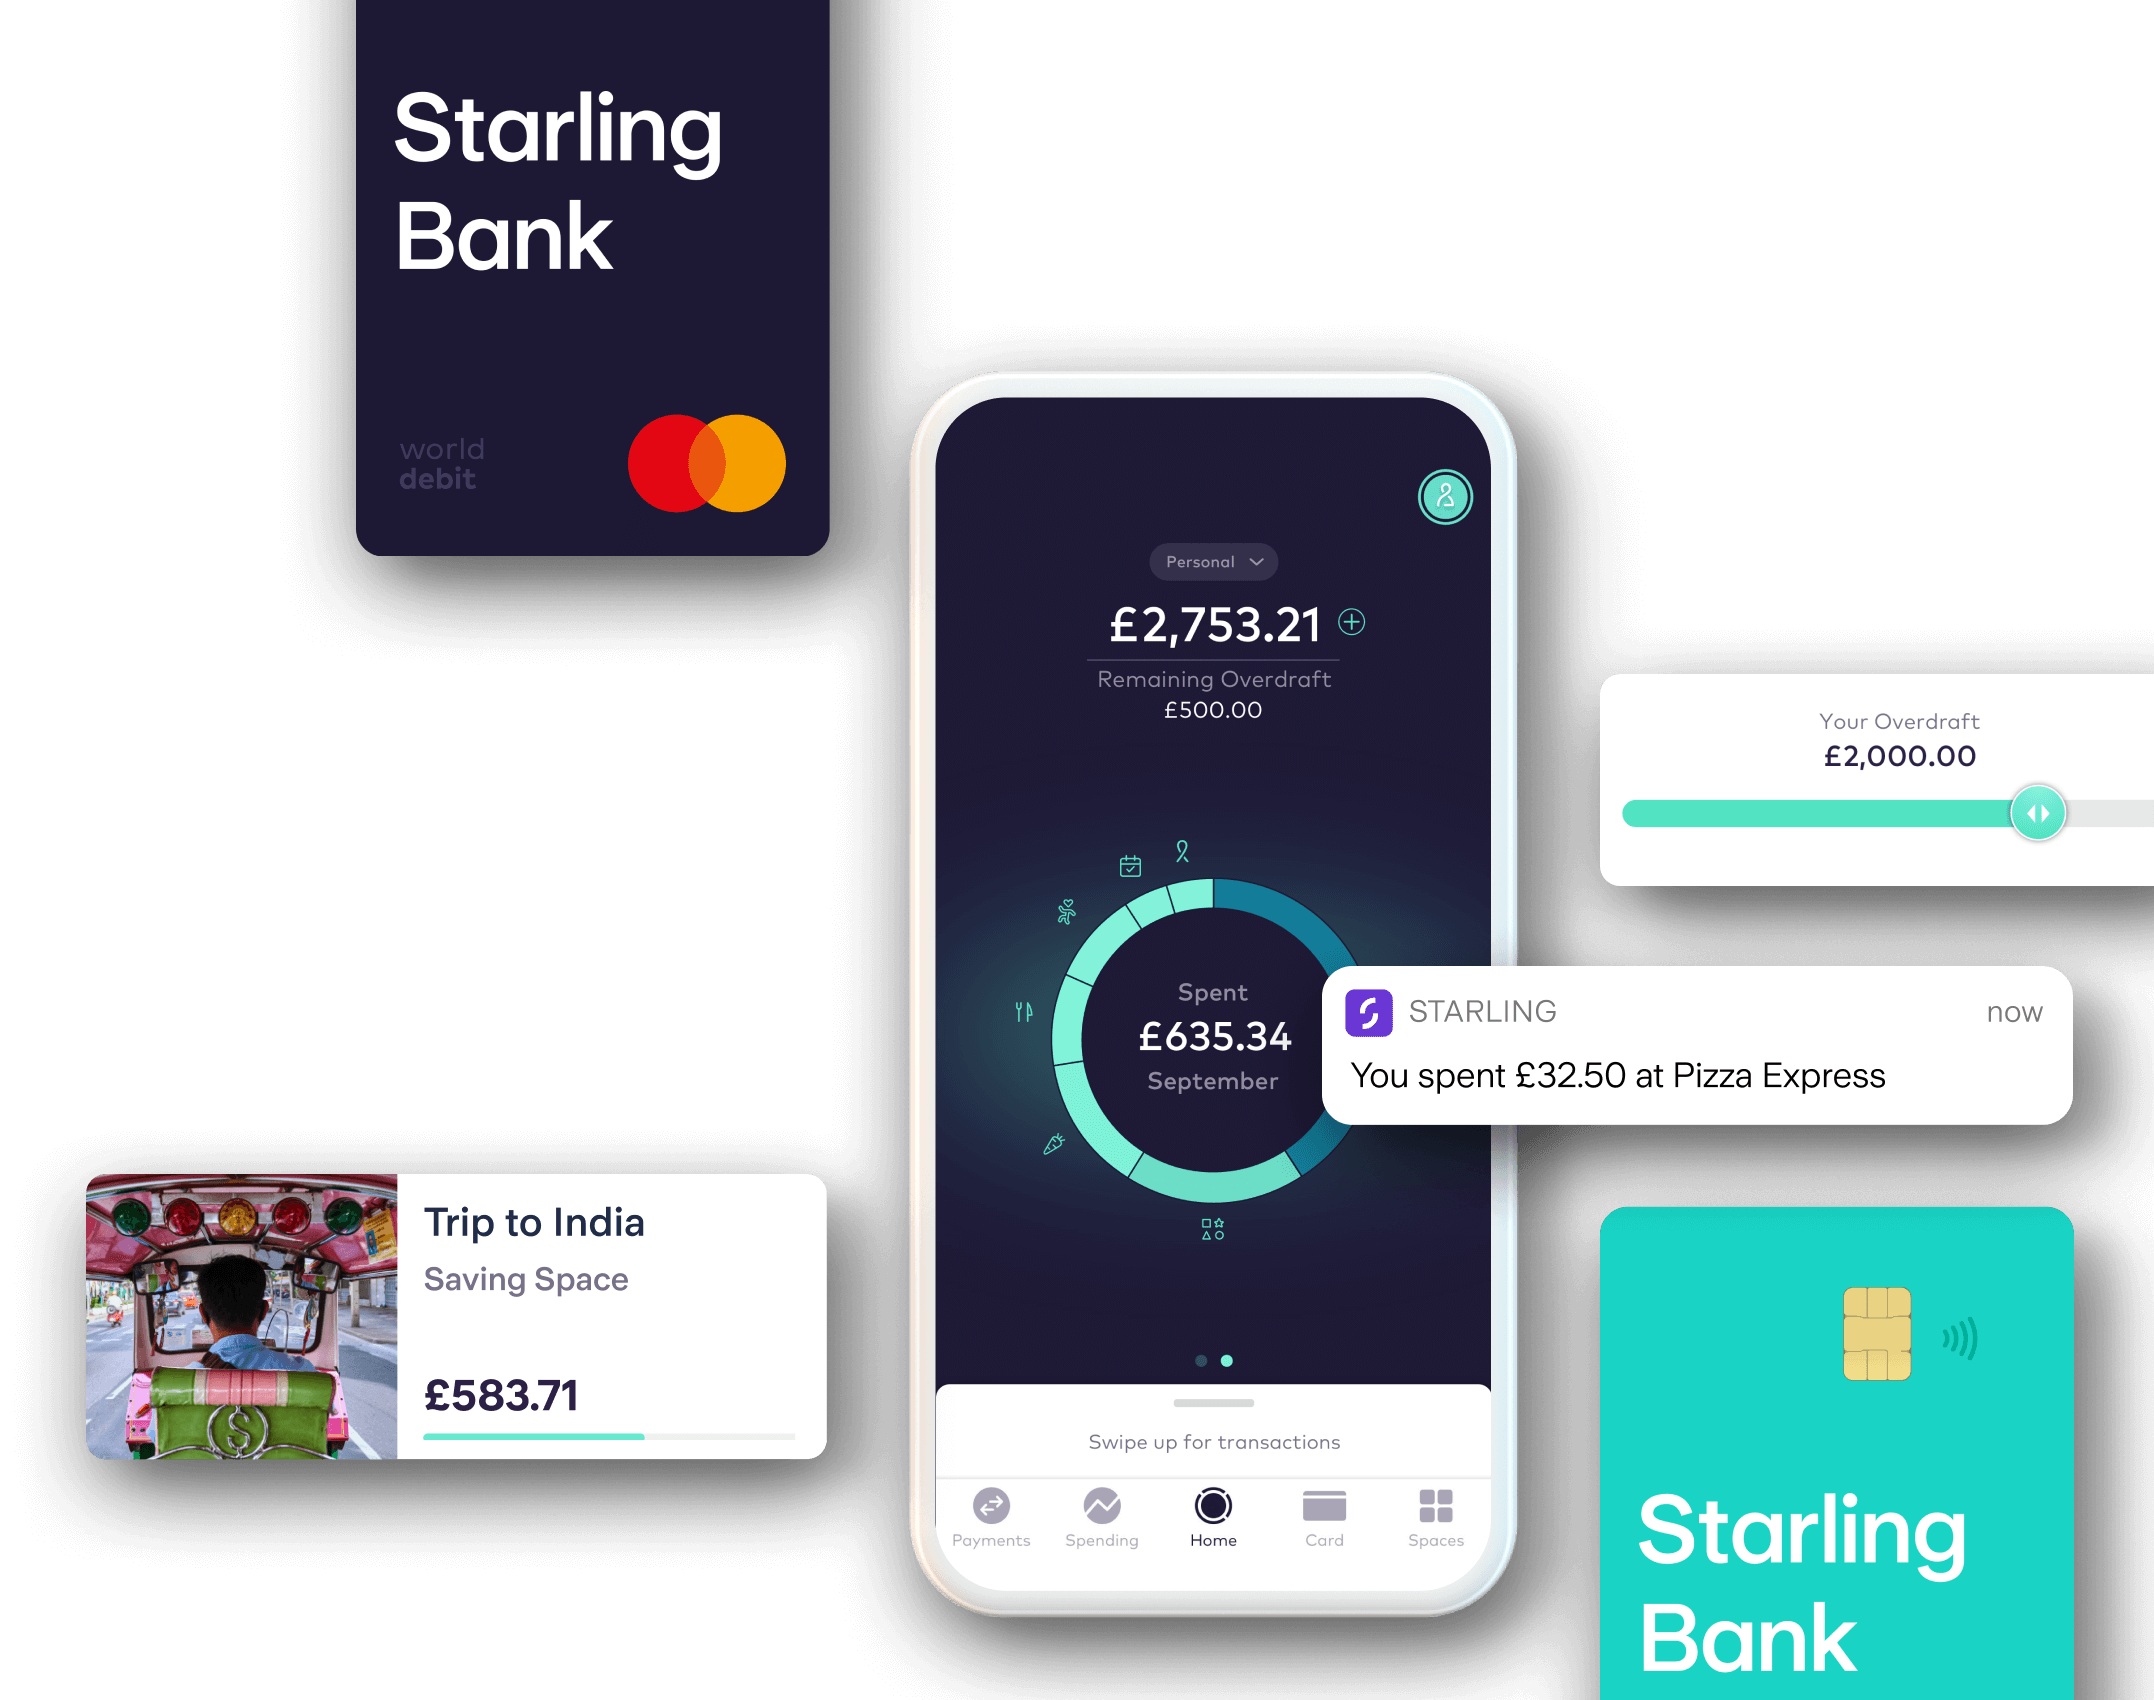 Starling
Bank
world
debit
Personal
£2,753.21
Remaining Overdraft
£500.00
Your Overdraft
£2,000.00
Spent
£635.34
September
STARLING
now
You spent £32.50 at Pizza Express
Trip to India
Saving Space
£583.71
Swipe up for transactions
Payments
Spending
Home
Card
Spaces
Starling
Bank